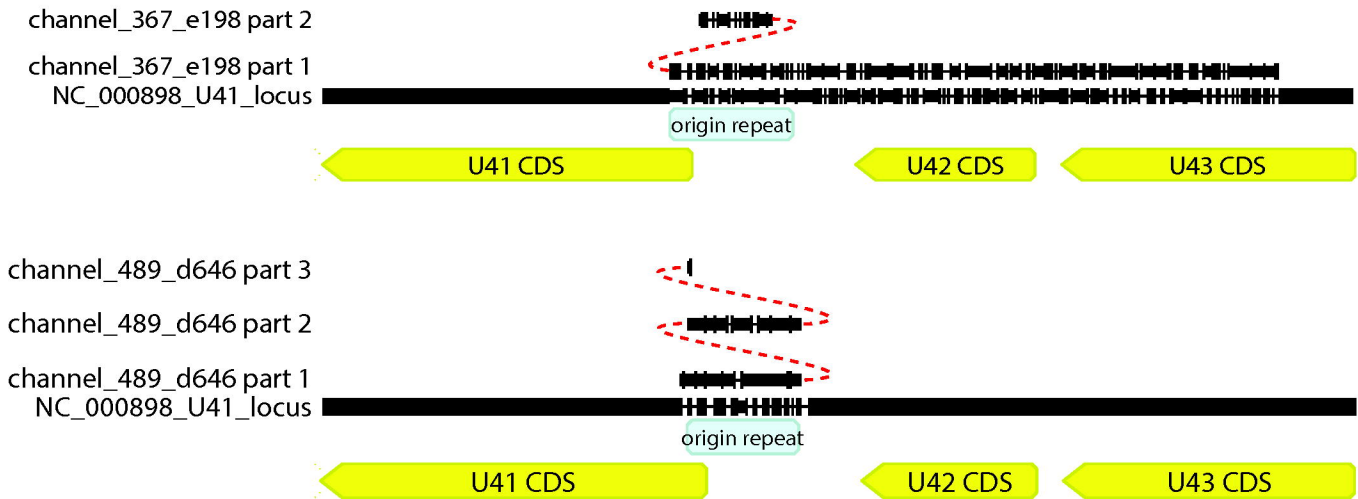 channel_367_e198 part 2
channel_367_e198 part 1
NC_000898_U41_locus
origin repeat
U41 CDS U42 CDS U43 CDS
channel_489_d646 part 3
channel_489_d646 part 2
channel_489_d646 part 1
NC_000898_U41_locus
origin repeat
U41 CDS U42 CDS U43 CDS